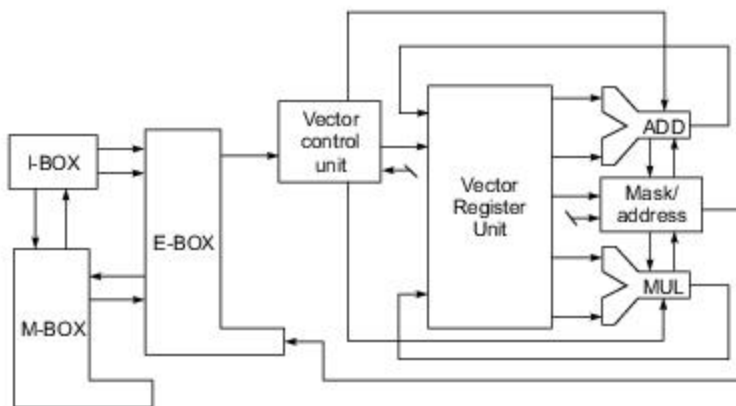 I-BOX
M-BOX
E-BOX
Vector
control
unit
Vector
Register
Unit
ADD
Mask/
address
MUL